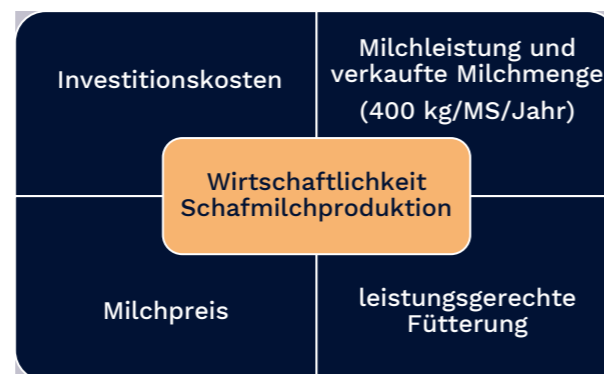 Investitionskosten
Milchleistung und
verkaufte Milchmenge
(400 kg/MS/Jahr)
Wirtschaftlichkeit
Schafmilchproduktion
Milchpreis
leistungsgerechte
Fütterung